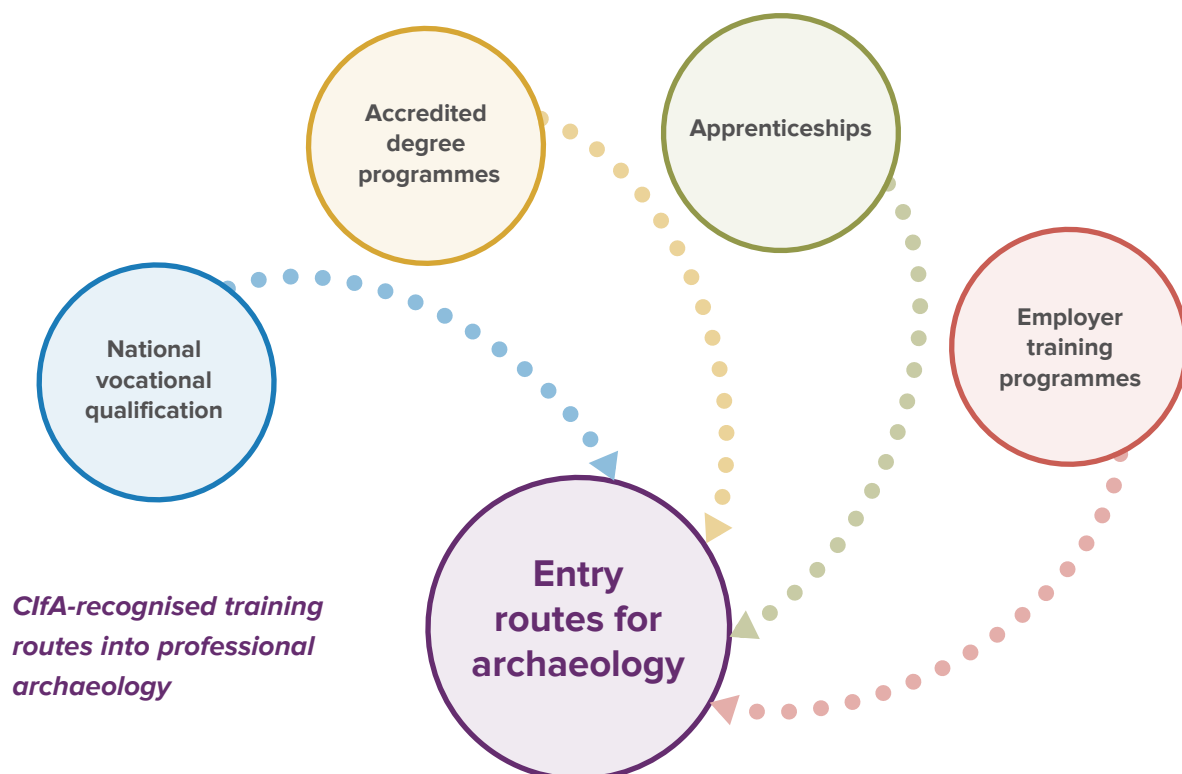 Accredited
degree
programmes
Apprenticeships
National
vocational
qualification
Employer
training
programmes
Entry
routes for
archaeology
CIfA-recognised training
routes into professional
archaeology